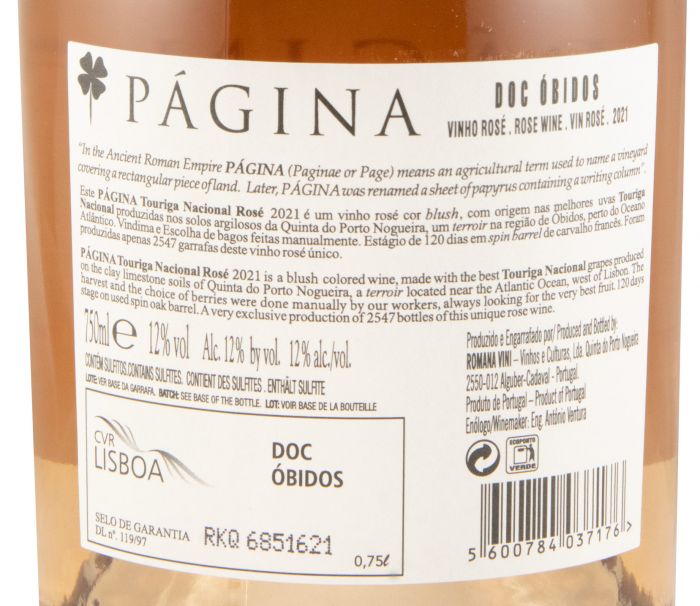 PÁGINA
DOC ÓBIDOS
VINHO ROSÉ . ROSE WINE . VIN ROSÉ . 2021
"In the Ancient Roman Empire PÁGINA (Paginae or Page) means an agricultural term used to name a vineyard
covering a rectangular piece of land. Later, PÁGINA was renamed a sheet of papyrus containing a writing column".
Este PÁGINA Touriga Nacional Rosé 2021 é um vinho rosé cor blush, com origem nas melhores uvas Touriga
Nacional produzidas nos solos argilosos da Quinta do Porto Nogueira, um terroir na região de Óbidos, perto do Oceano
Atlântico. Vindima e Escolha de bagos feitas manualmente. Estágio de 120 dias em spin barrel de carvalho francês. Foram
produzidas apenas 2547 garrafas deste vinho rosé único.
PÁGINA Touriga Nacional Rosé 2021 is a blush colored wine, made with the best Touriga Nacional grapes produced
on the clay limestone soils of Quinta do Porto Nogueira, a terroir located near the Atlantic Ocean, west of Lisbon. The
harvest and the choice of berries were done manually by our workers, always looking for the very best fruit. 120 days
stage on used spin oak barrel. A very exclusive production of 2547 bottles of this unique rose wine.
750ml e 12% vol Alc. 12% by vol. 12% alc./vol.
CONTÉM SULFITOS.CONTAINS SULFITES. CONTIENT DES SULFITES . ENTHÄLT SULFITE
LOTE: VER BASE DA GARRAFA. BATCH: SEE BASE OF THE BOTTLE. LOT: VOIR BASE DE LA BOUTEILLE
Produzido e Engarrafado por/ Produced and Bottled by:
ROMANA VINI – Vinhos e Culturas, Lda. Quinta do Porto Nogueira
2550-012 Alguber-Cadaval - Portugal.
Produto de Portugal – Product of Portugal
Enólogo/Winemaker: Eng. António Ventura
ECOPONTO
VERDE
CVR
LISBOA
DOC
ÓBIDOS
SELO DE GARANTIA
DL nº. 119/97
RKQ 6851621
0,75ℓ
5 600784 037176 >